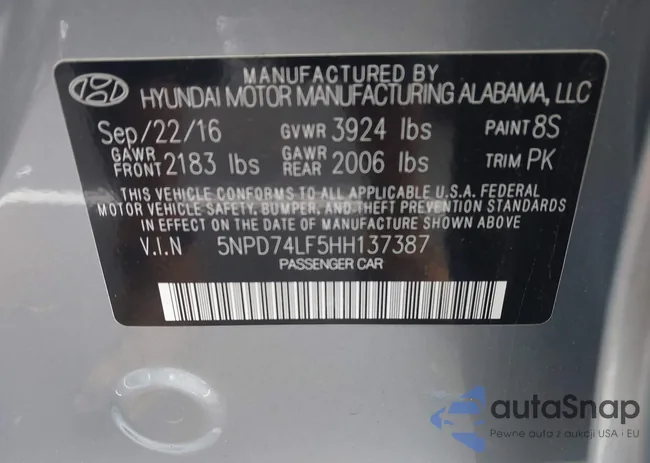 MANUFACTURED BY
HYUNDAI MOTOR MANUFACTURING ALABAMA, LLC
Sep/22/16 GVWR 3924 lbs PAINT 8S
GAWR FRONT 2183 lbs GAWR REAR 2006 lbs TRIM PK
THIS VEHICLE CONFORMS TO ALL APPLICABLE U.S.A. FEDERAL
MOTOR VEHICLE SAFETY, BUMPER, AND THEFT PREVENTION STANDARDS
IN EFFECT ON THE DATE OF MANUFACTURE SHOWN ABOVE
V.I.N 5NPD74LF5HH137387
PASSENGER CAR
autaSnap
Pewne auta z aukcji USA i EU